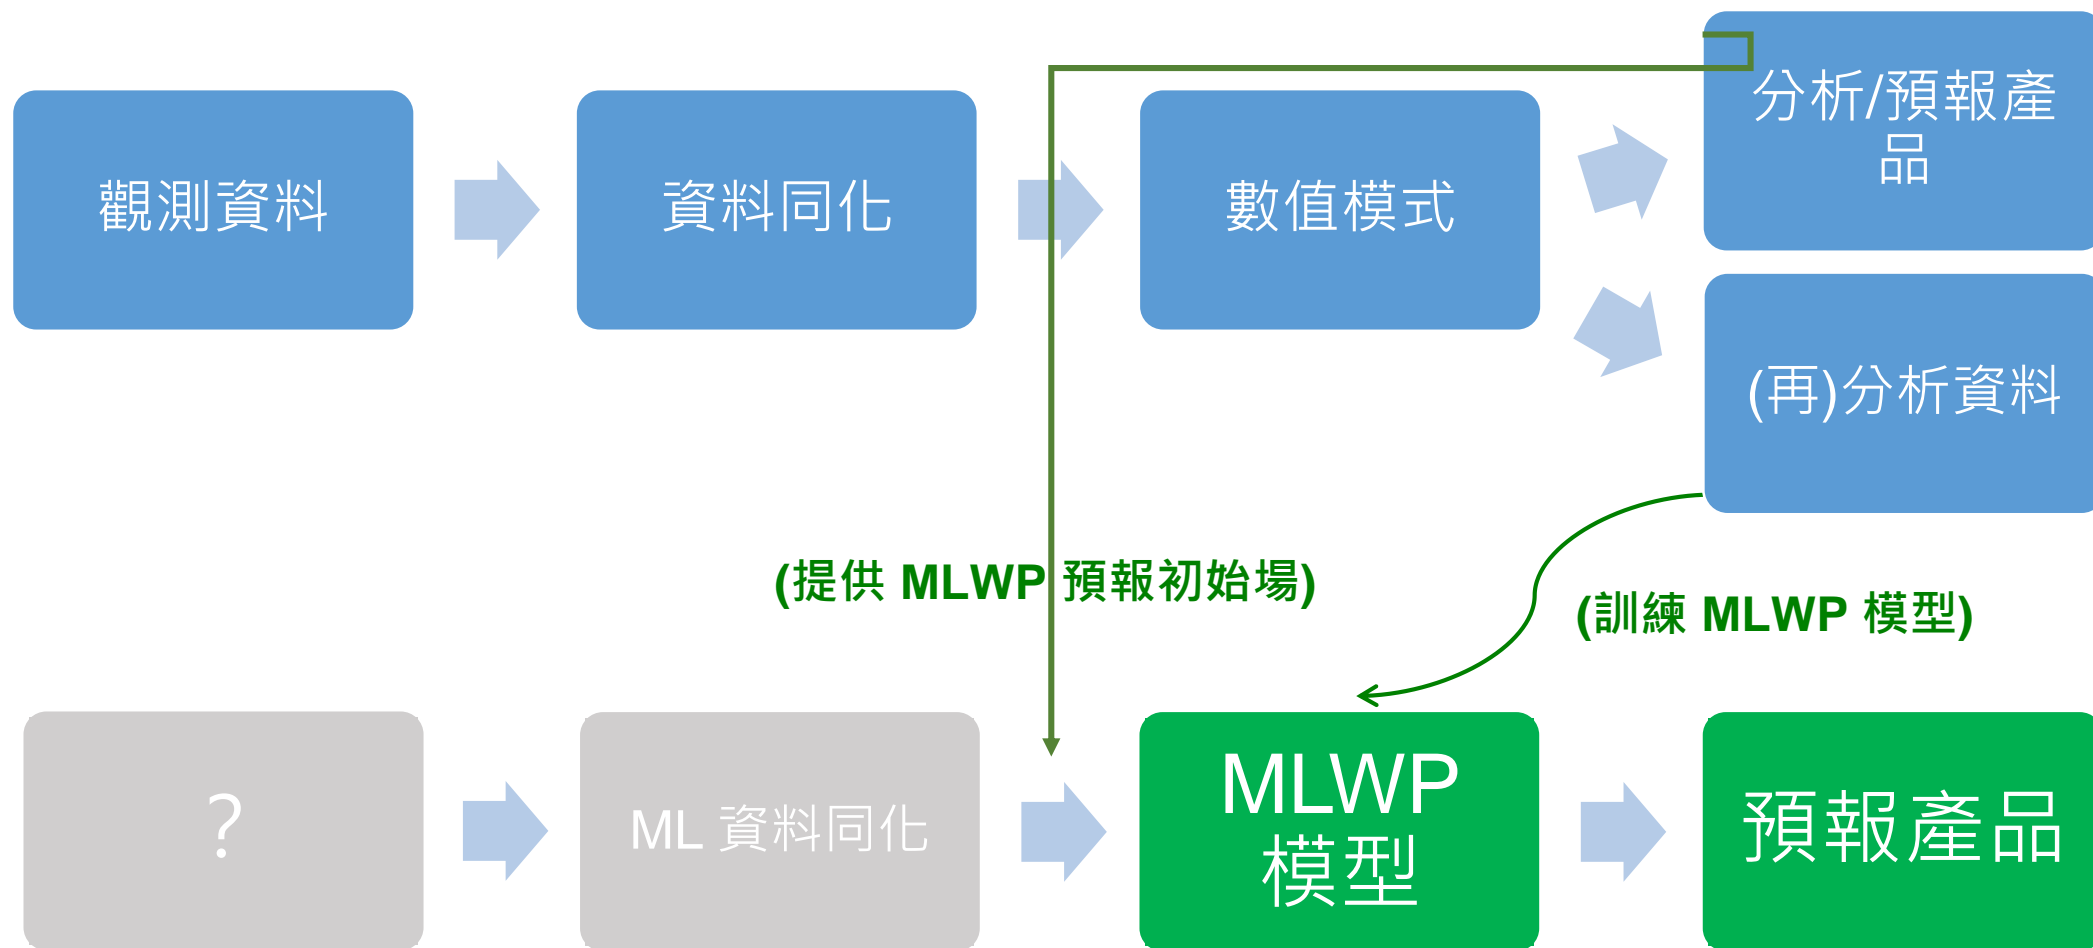 觀測資料
資料同化
數值模式
分析/預報產
品
(再)分析資料
(提供 MLWP 預報初始場)
(訓練 MLWP 模型)
?
ML 資料同化
MLWP
模型
預報產品